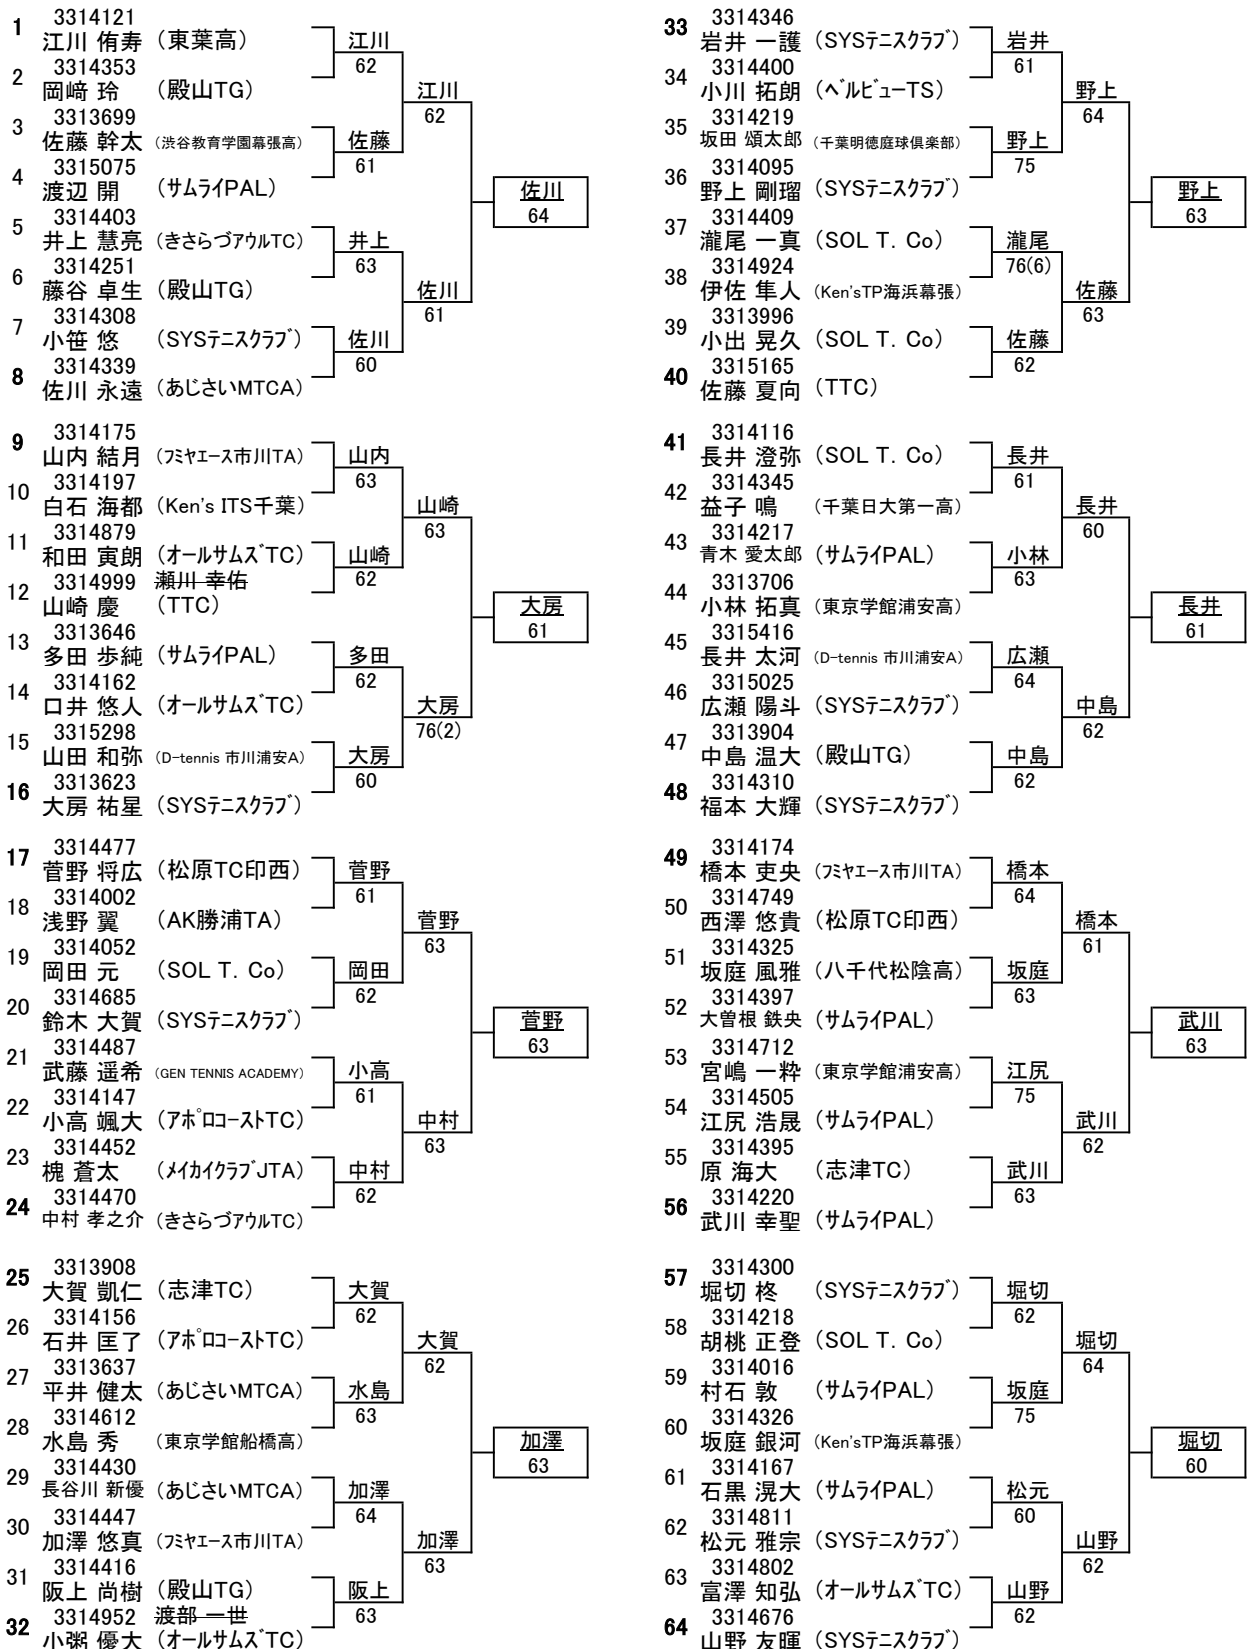 3314121
1 江川 侑寿 （東葉高）
江川
62
3314353
2 岡﨑 玲 （殿山TG）
江川
62
3313699
3 佐藤 幹太 （渋谷教育学園幕張高）
佐藤
61
3315075
4 渡辺 開 （サムライPAL）
佐川
64
3314403
5 井上 慧亮 （きさらづアウルTC）
井上
63
3314251
6 藤谷 卓生 （殿山TG）
佐川
61
3314308
7 小笹 悠 （SYSテニスクラブ）
佐川
60
3314339
8 佐川 永遠 （あじさいMTCA）
3314175
9 山内 結月 （フミヤエース市川TA）
山内
63
3314197
10 白石 海都 （Ken's ITS千葉）
山崎
63
3314879
11 和田 寅朗 （オールサムズTC）
山崎
62
3314999 瀬川 幸佑
12 山崎 慶 （TTC）
大房
61
3313646
13 多田 歩純 （サムライPAL）
多田
62
3314162
14 口井 悠人 （オールサムズTC）
大房
76(2)
3315298
15 山田 和弥 （D-tennis 市川浦安A）
大房
60
3313623
16 大房 祐星 （SYSテニスクラブ）
3314477
17 菅野 将広 （松原TC印西）
菅野
61
3314002
18 浅野 翼 （AK勝浦TA）
菅野
63
3314052
19 岡田 元 （SOL T. Co）
岡田
62
3314685
20 鈴木 大賀 （SYSテニスクラブ）
菅野
63
3314487
21 武藤 遥希 （GEN TENNIS ACADEMY）
小高
61
3314147
22 小高 颯大 （アポロコーストTC）
中村
63
3314452
23 槐 蒼太 （メイカイクラブJTA）
中村
62
3314470
24 中村 孝之介 （きさらづアウルTC）
3313908
25 大賀 凱仁 （志津TC）
大賀
62
3314156
26 石井 匡了 （アポロコーストTC）
大賀
62
3313637
27 平井 健太 （あじさいMTCA）
水島
63
3314612
28 水島 秀 （東京学館船橋高）
加澤
63
3314430
29 長谷川 新優 （あじさいMTCA）
加澤
64
3314447
30 加澤 悠真 （フミヤエース市川TA）
加澤
63
3314416
31 阪上 尚樹 （殿山TG）
阪上
63
3314952 渡部 一世
32 小粥 優大 （オールサムズTC）
3314346
33 岩井 一護 （SYSテニスクラブ）
岩井
61
3314400
34 小川 拓朗 （ベルビューTS）
野上
64
3314219
35 坂田 頌太郎 （千葉明徳庭球倶楽部）
野上
75
3314095
36 野上 剛瑠 （SYSテニスクラブ）
野上
63
3314409
37 瀧尾 一真 （SOL T. Co）
瀧尾
76(6)
3314924
38 伊佐 隼人 （Ken'sTP海浜幕張）
佐藤
63
3313996
39 小出 晃久 （SOL T. Co）
佐藤
62
3315165
40 佐藤 夏向 （TTC）
3314116
41 長井 澄弥 （SOL T. Co）
長井
61
3314345
42 益子 鳴 （千葉日大第一高）
長井
60
3314217
43 青木 愛太郎 （サムライPAL）
小林
63
3313706
44 小林 拓真 （東京学館浦安高）
長井
61
3315416
45 長井 太河 （D-tennis 市川浦安A）
広瀬
64
3315025
46 広瀬 陽斗 （SYSテニスクラブ）
中島
62
3313904
47 中島 温大 （殿山TG）
中島
62
3314310
48 福本 大輝 （SYSテニスクラブ）
3314174
49 橋本 吏央 （フミヤエース市川TA）
橋本
64
3314749
50 西澤 悠貴 （松原TC印西）
橋本
61
3314325
51 坂庭 風雅 （八千代松陰高）
坂庭
63
3314397
52 大曽根 鉄央 （サムライPAL）
武川
63
3314712
53 宮嶋 一粋 （東京学館浦安高）
江尻
75
3314505
54 江尻 浩晟 （サムライPAL）
武川
62
3314395
55 原 海大 （志津TC）
武川
63
3314220
56 武川 幸聖 （サムライPAL）
3314300
57 堀切 柊 （SYSテニスクラブ）
堀切
62
3314218
58 胡桃 正登 （SOL T. Co）
堀切
64
3314016
59 村石 敦 （サムライPAL）
坂庭
75
3314326
60 坂庭 銀河 （Ken'sTP海浜幕張）
堀切
60
3314167
61 石黒 滉大 （サムライPAL）
松元
60
3314811
62 松元 雅宗 （SYSテニスクラブ）
山野
62
3314802
63 富澤 知弘 （オールサムズTC）
山野
62
3314676
64 山野 友暉 （SYSテニスクラブ）